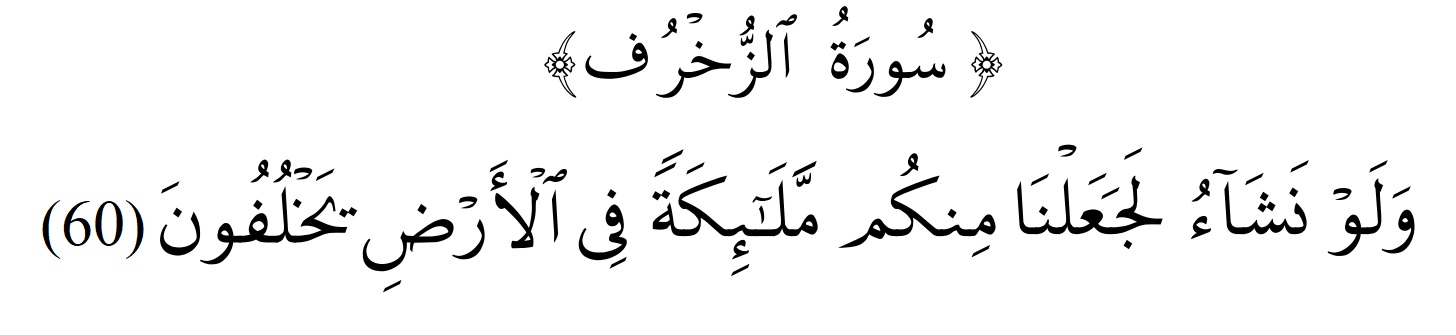 ﴿ سُورَةُ ٱلزُّخْرُف ﴾
وَلَوْ نَشَآءُ لَجَعَلْنَا مِنكُم مَّلَـٰٓئِكَةً فِى ٱلْأَرْضِ يَخْلُفُونَ (60)